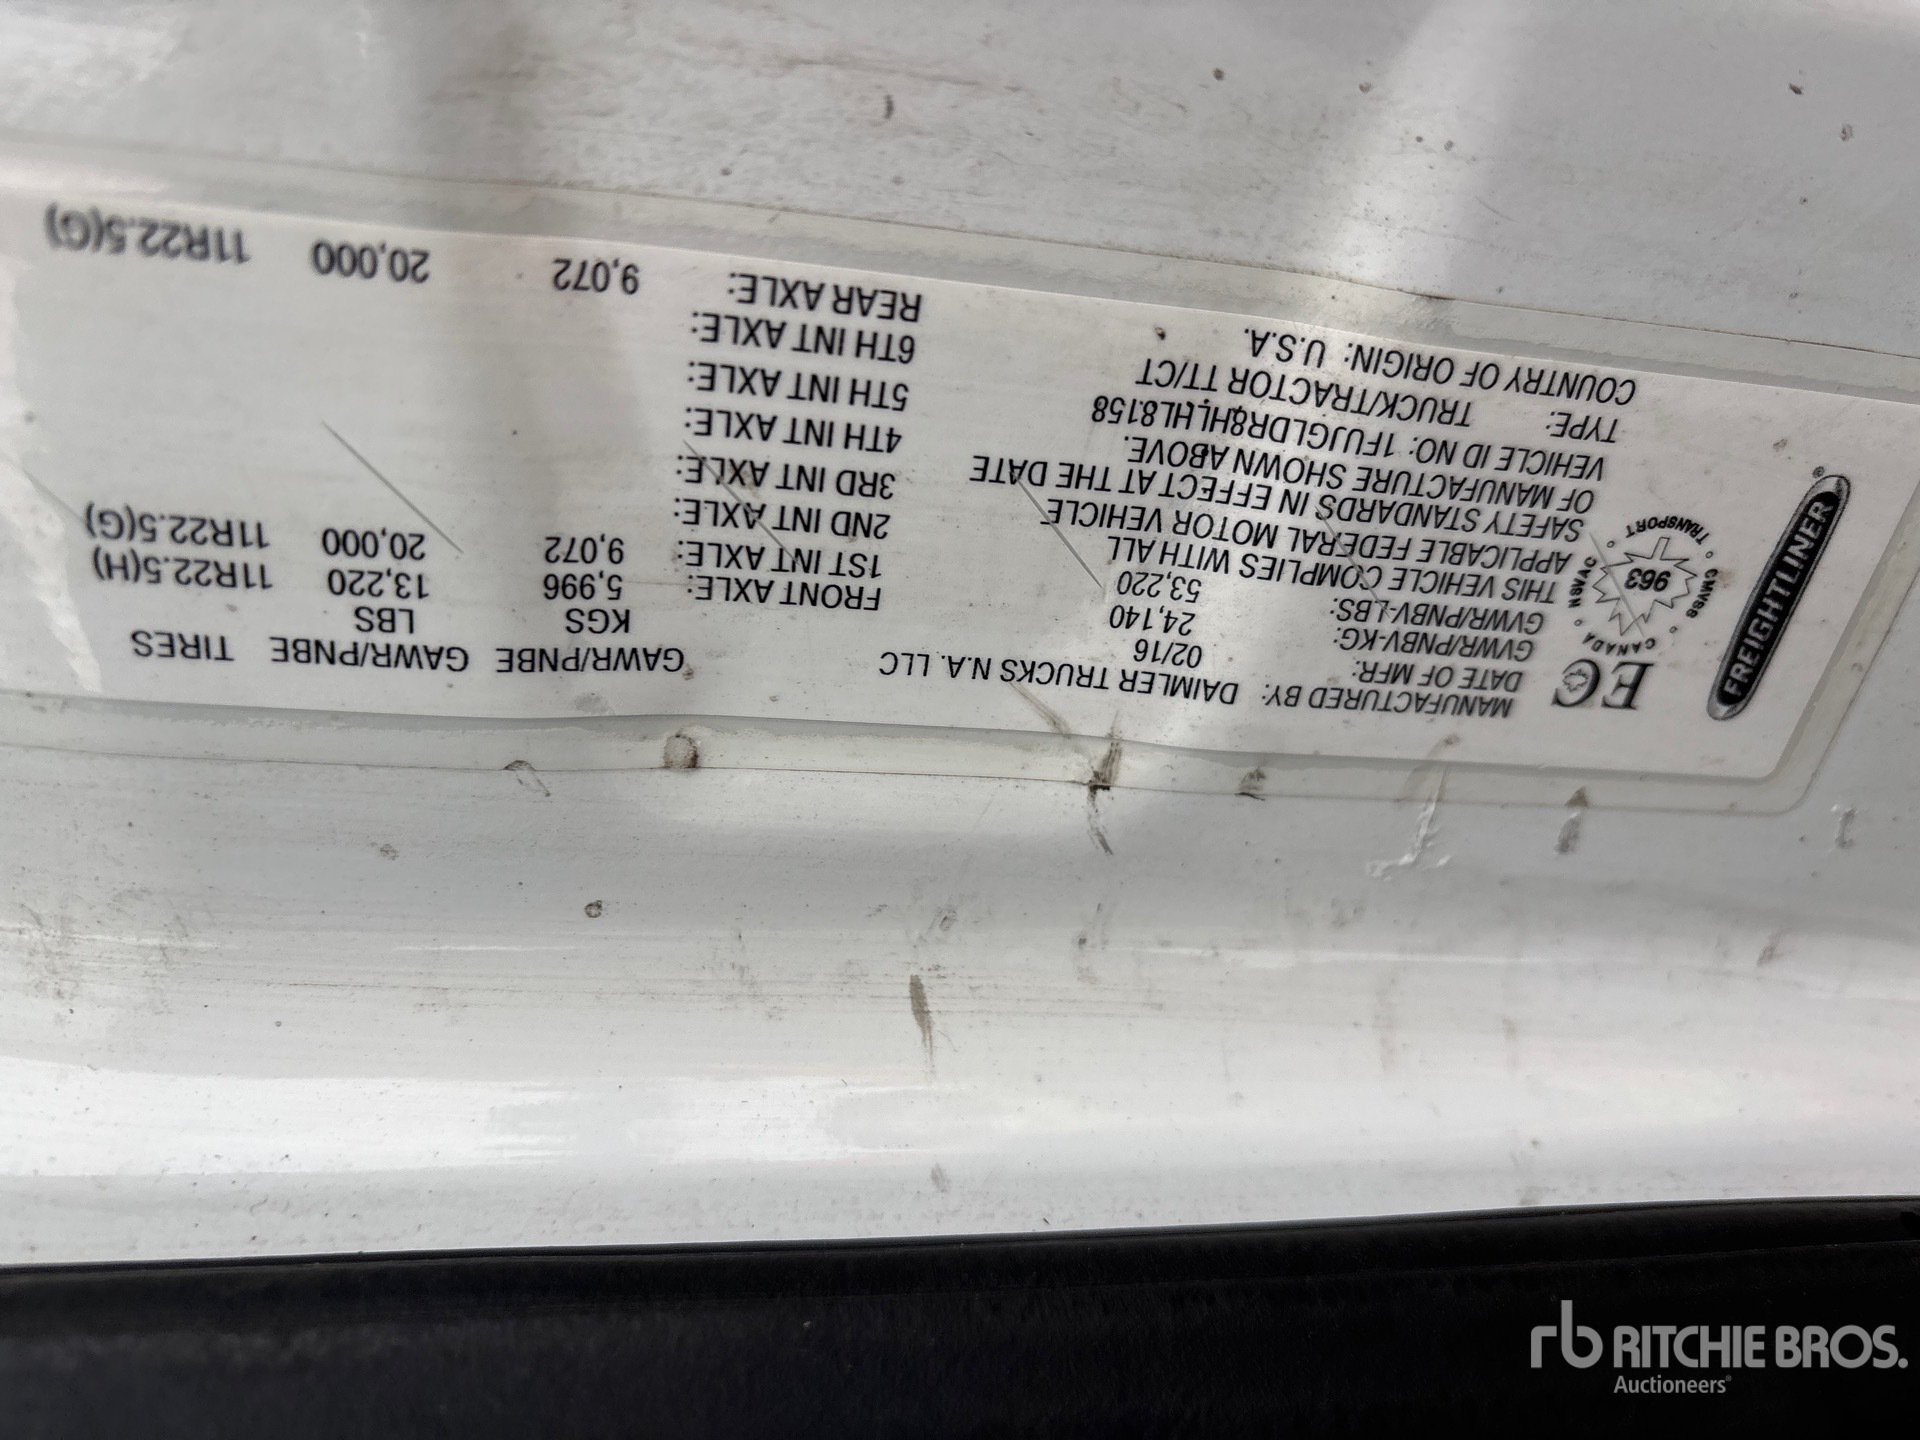 FREIGHTLINER®
EC
CANADA • CMVSS • TRANSPORT • NSVAC
963
MANUFACTURED BY: DAIMLER TRUCKS N.A. LLC
DATE OF MFR: 02/16
GVWR/PNBV-KG: 24,140
GVWR/PNBV-LBS: 53,220
THIS VEHICLE COMPLIES WITH ALL
APPLICABLE FEDERAL MOTOR VEHICLE
SAFETY STANDARDS IN EFFECT AT THE DATE
OF MANUFACTURE SHOWN ABOVE.
VEHICLE ID NO: 1FUJGLDR8HLHL8158
TYPE: TRUCK/TRACTOR TT/CT
COUNTRY OF ORIGIN: U.S.A.
GAWR/PNBE GAWR/PNBE TIRES
KGS LBS
FRONT AXLE: 5,996 13,220 11R22.5(H)
1ST INT AXLE: 9,072 20,000 11R22.5(G)
2ND INT AXLE:
3RD INT AXLE:
4TH INT AXLE:
5TH INT AXLE:
6TH INT AXLE:
REAR AXLE: 9,072 20,000 11R22.5(G)
rb RITCHIE BROS.
Auctioneers®